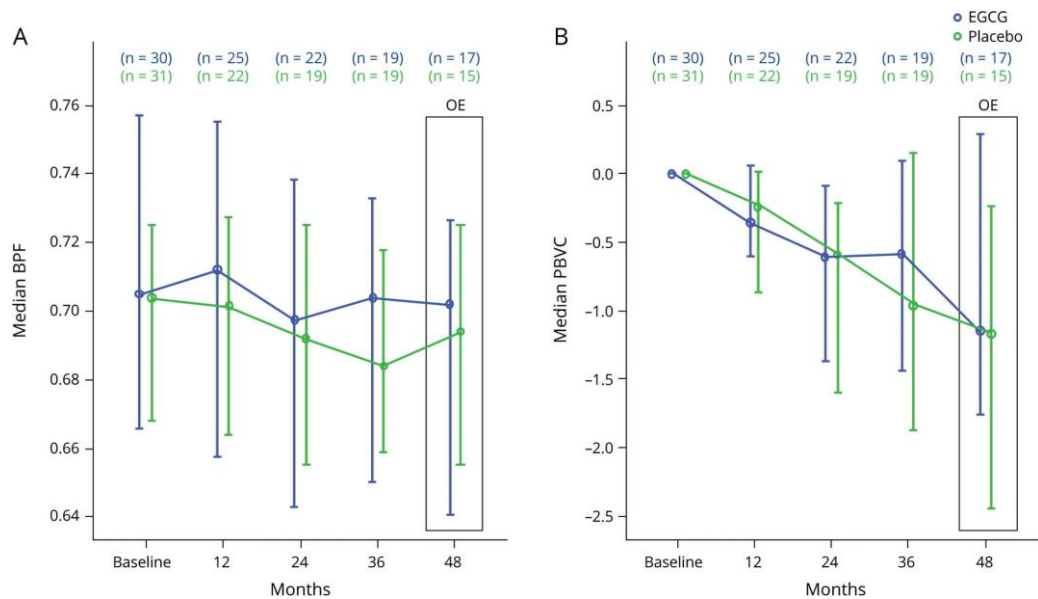 EGCG
Placebo
A
(n = 30) (n = 25) (n = 22) (n = 19) (n = 17)
(n = 31) (n = 22) (n = 19) (n = 19) (n = 15)
OE
0.76
0.74
0.72
0.70
0.68
0.66
0.64
Median BPF
Baseline 12 24 36 48
Months
B
(n = 30) (n = 25) (n = 22) (n = 19) (n = 17)
(n = 31) (n = 22) (n = 19) (n = 19) (n = 15)
OE
0.5
0.0
–0.5
–1.0
–1.5
–2.0
–2.5
Median PBVC
Baseline 12 24 36 48
Months